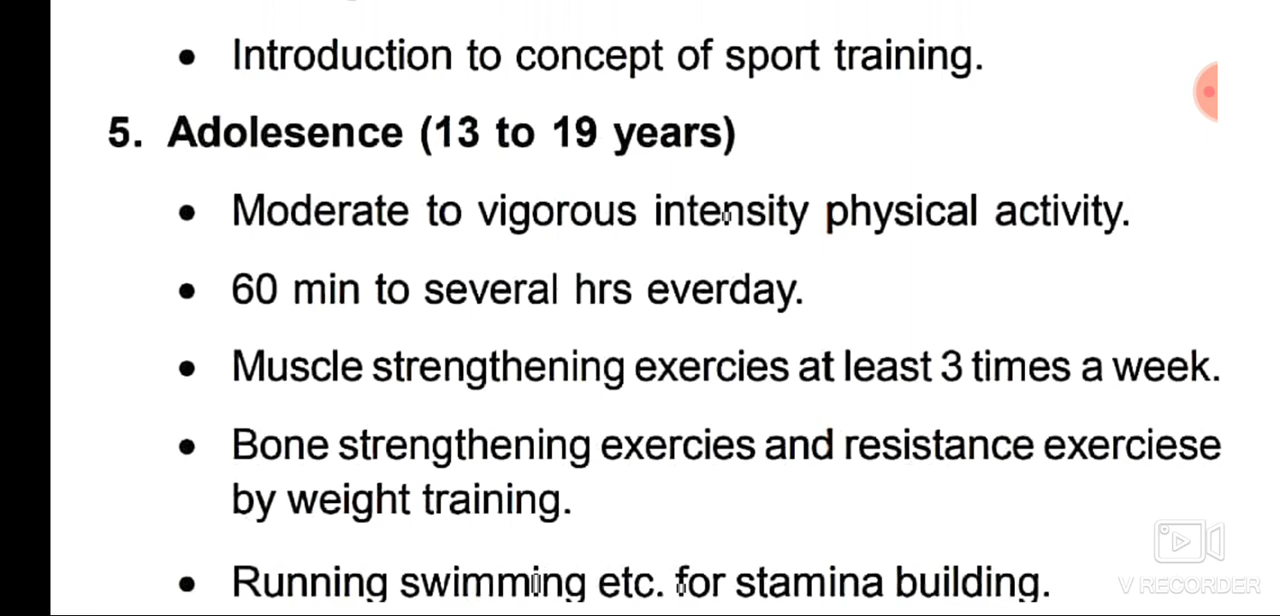 • Introduction to concept of sport training.
5. Adolesence (13 to 19 years)
• Moderate to vigorous intensity physical activity.
• 60 min to several hrs everday.
• Muscle strengthening exercies at least 3 times a week.
• Bone strengthening exercies and resistance exerciese
by weight training.
• Running swimming etc. for stamina building.
V RECORDER